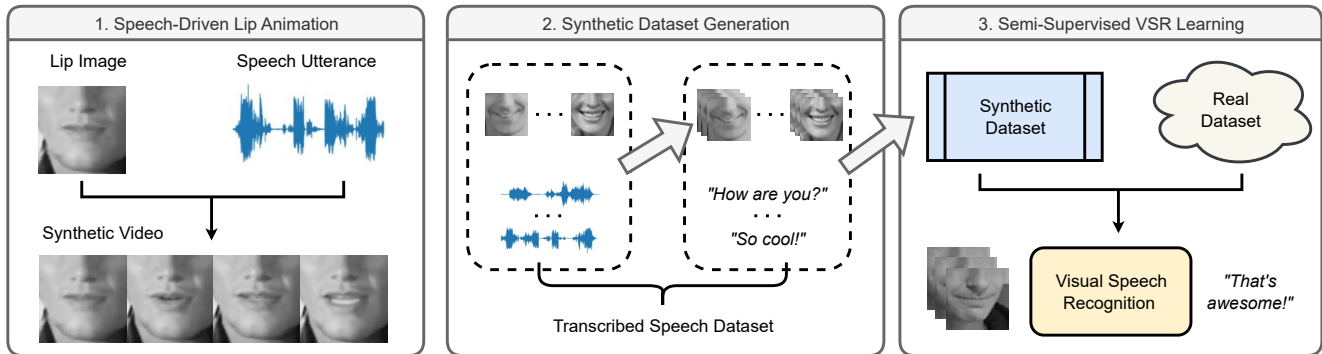 1. Speech-Driven Lip Animation
Lip Image
Speech Utterance
Synthetic Video
2. Synthetic Dataset Generation
. . .
. . .
. . .
. . .
"How are you?"
"So cool!"
Transcribed Speech Dataset
3. Semi-Supervised VSR Learning
Synthetic
Dataset
Real
Dataset
Visual Speech
Recognition
"That's
awesome!"